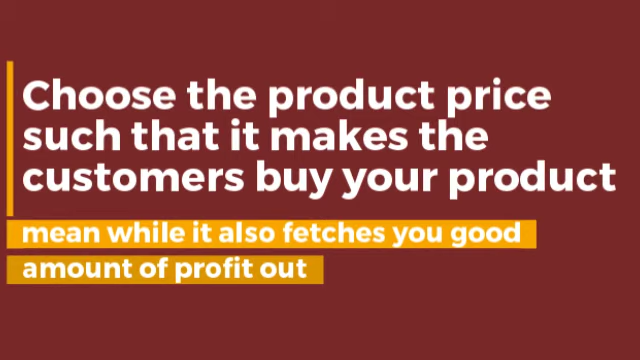 Choose the product price
such that it makes the
customers buy your product
mean while it also fetches you good
amount of profit out